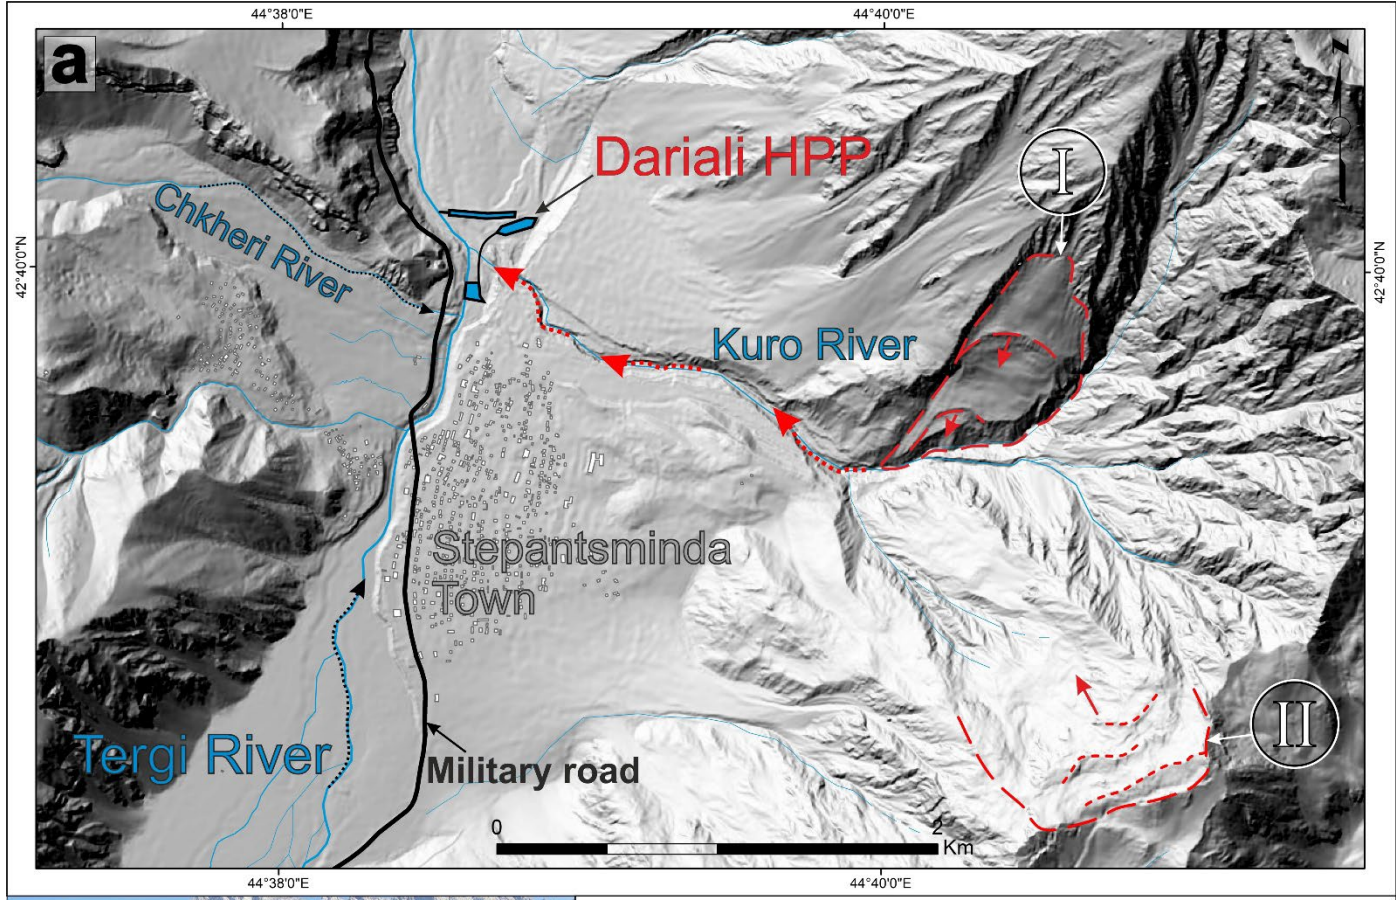 44°38'0"E
44°40'0"E
a
Dariali HPP
I
Chkheri River
42°40'0"N
42°40'0"N
Kuro River
Stepantsminda
Town
II
Tergi River
Military road
0
2
Km
44°38'0"E
44°40'0"E